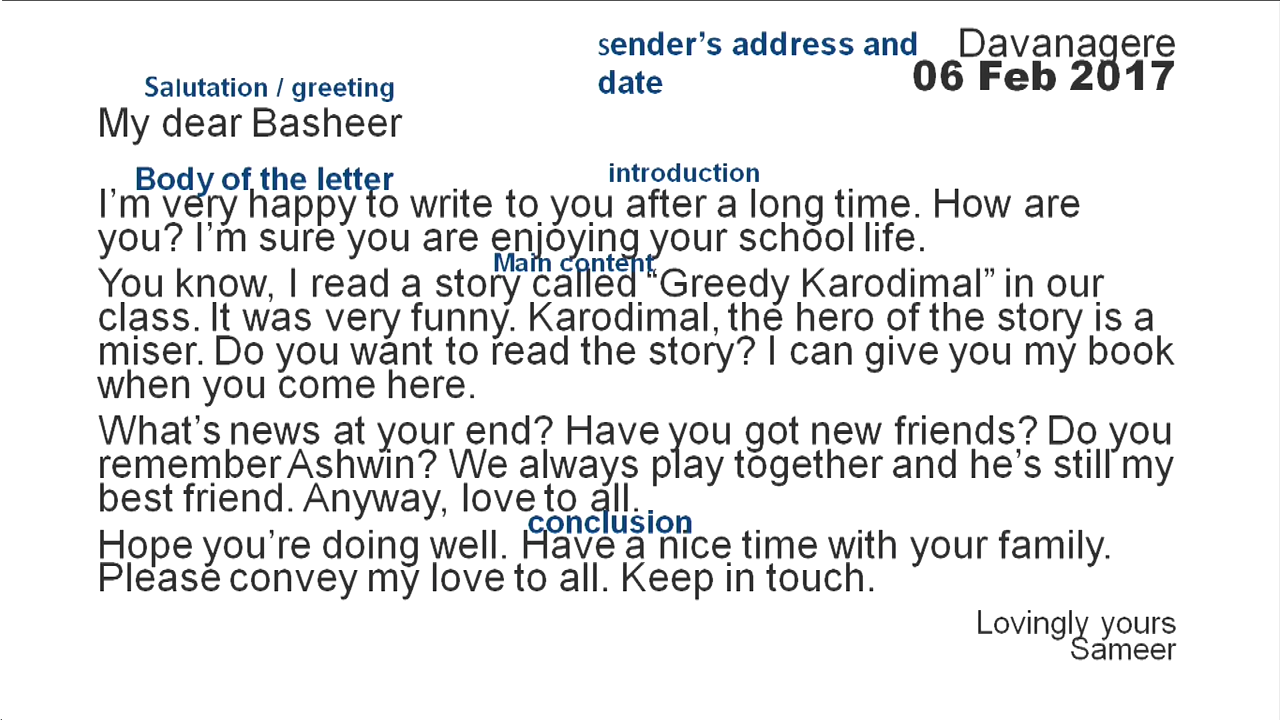 sender's address and Davanagere
date 06 Feb 2017
Salutation / greeting
My dear Basheer
Body of the letter introduction
I'm very happy to write to you after a long time. How are
you? I'm sure you are enjoying your school life.
Main content
You know, I read a story called “Greedy Karodimal” in our
class. It was very funny. Karodimal, the hero of the story is a
miser. Do you want to read the story? I can give you my book
when you come here.
What's news at your end? Have you got new friends? Do you
remember Ashwin? We always play together and he's still my
best friend. Anyway, love to all.
conclusion
Hope you're doing well. Have a nice time with your family.
Please convey my love to all. Keep in touch.
Lovingly yours
Sameer